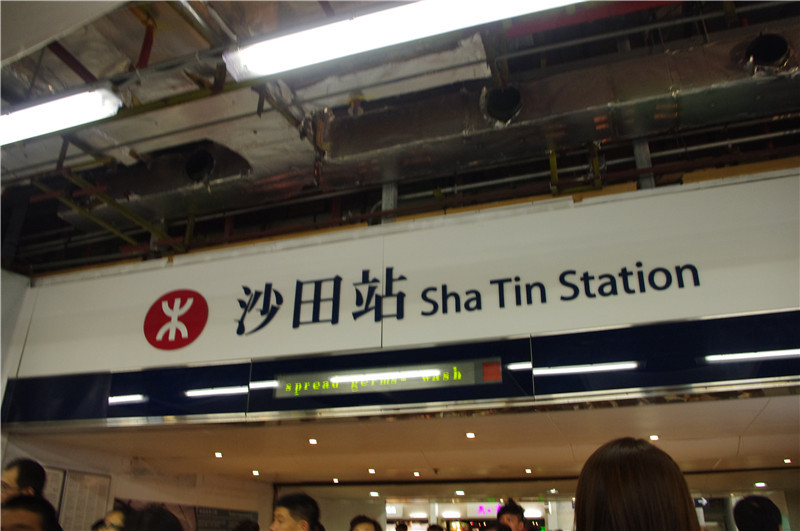 沙田站 Sha Tin Station
spread germs- wash